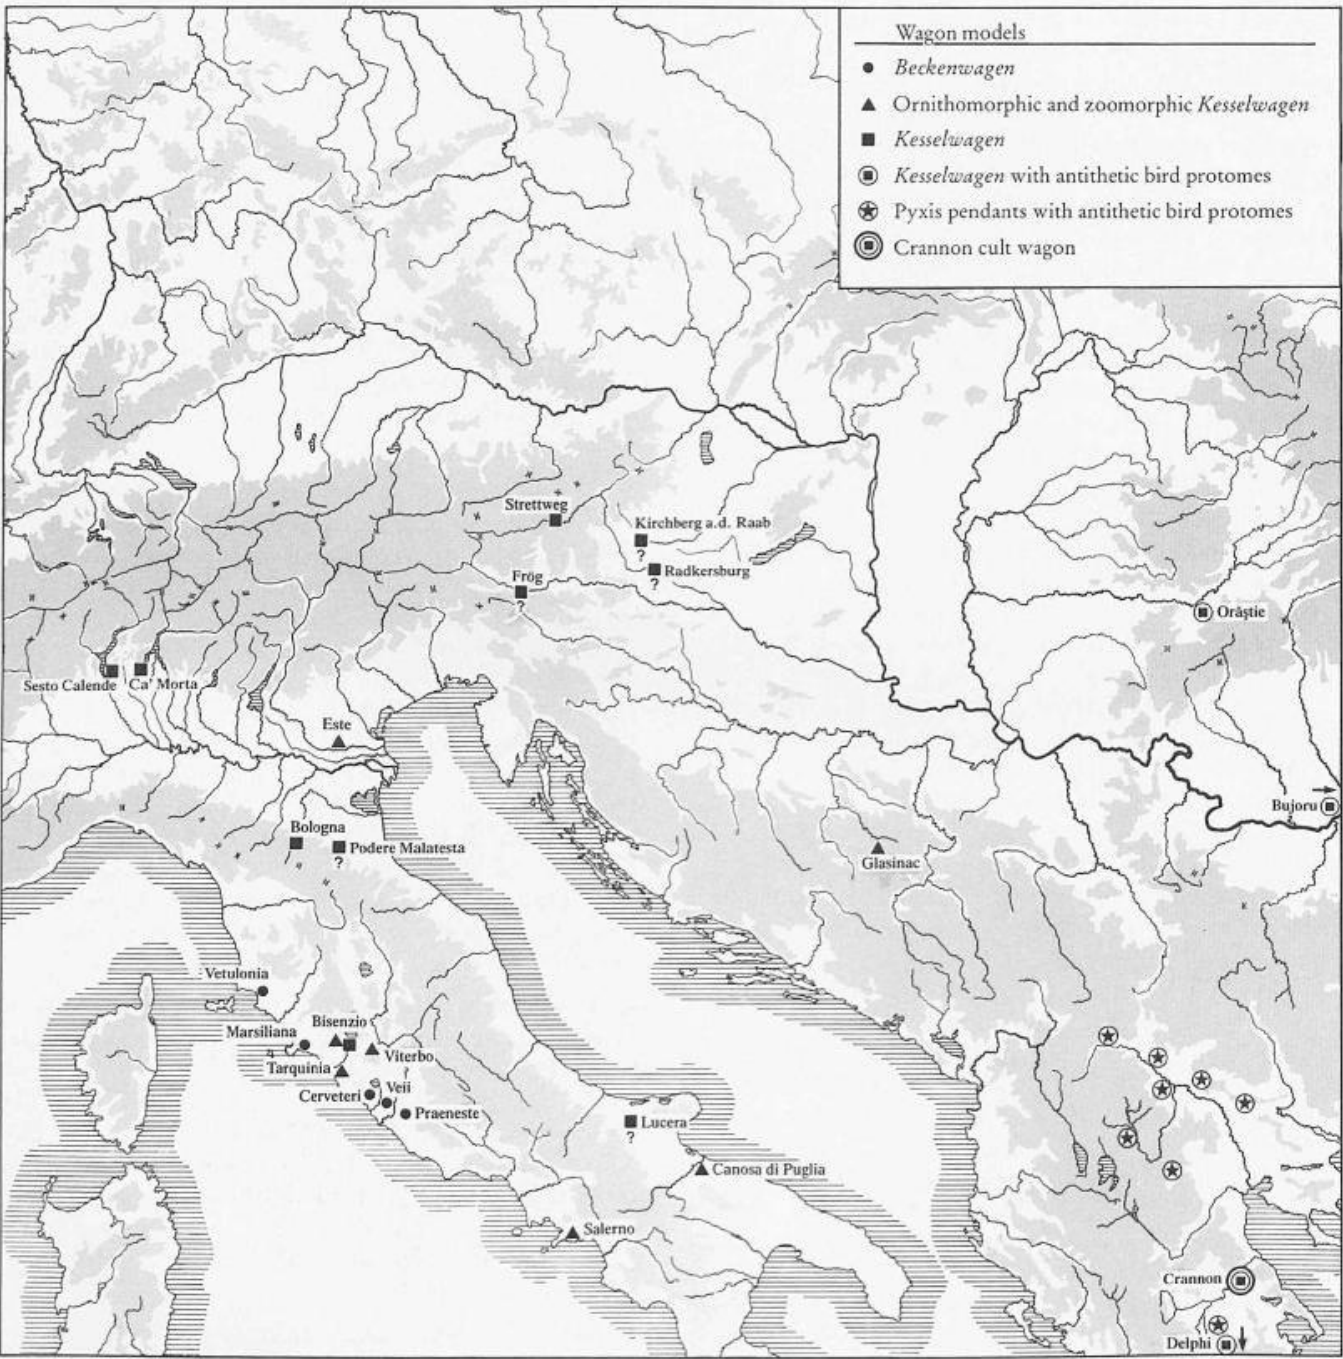 Wagon models
Beckenwagen
Ornithomorphic and zoomorphic Kesselwagen
Kesselwagen
Kesselwagen with antithetic bird protomes
Pyxis pendants with antithetic bird protomes
Crannon cult wagon
Strettweg
Kirchberg a.d. Raab
?
Radkersburg
?
Frög
?
Orăştie
Sesto Calende
Ca' Morta
Este
Bujoru
Bologna
Podere Malatesta
?
Glasinac
Vetulonia
Bisenzio
Marsiliana
Viterbo
Tarquinia
Veii
Cerveteri
Praeneste
Lucera
?
Canosa di Puglia
Salerno
Crannon
Delphi